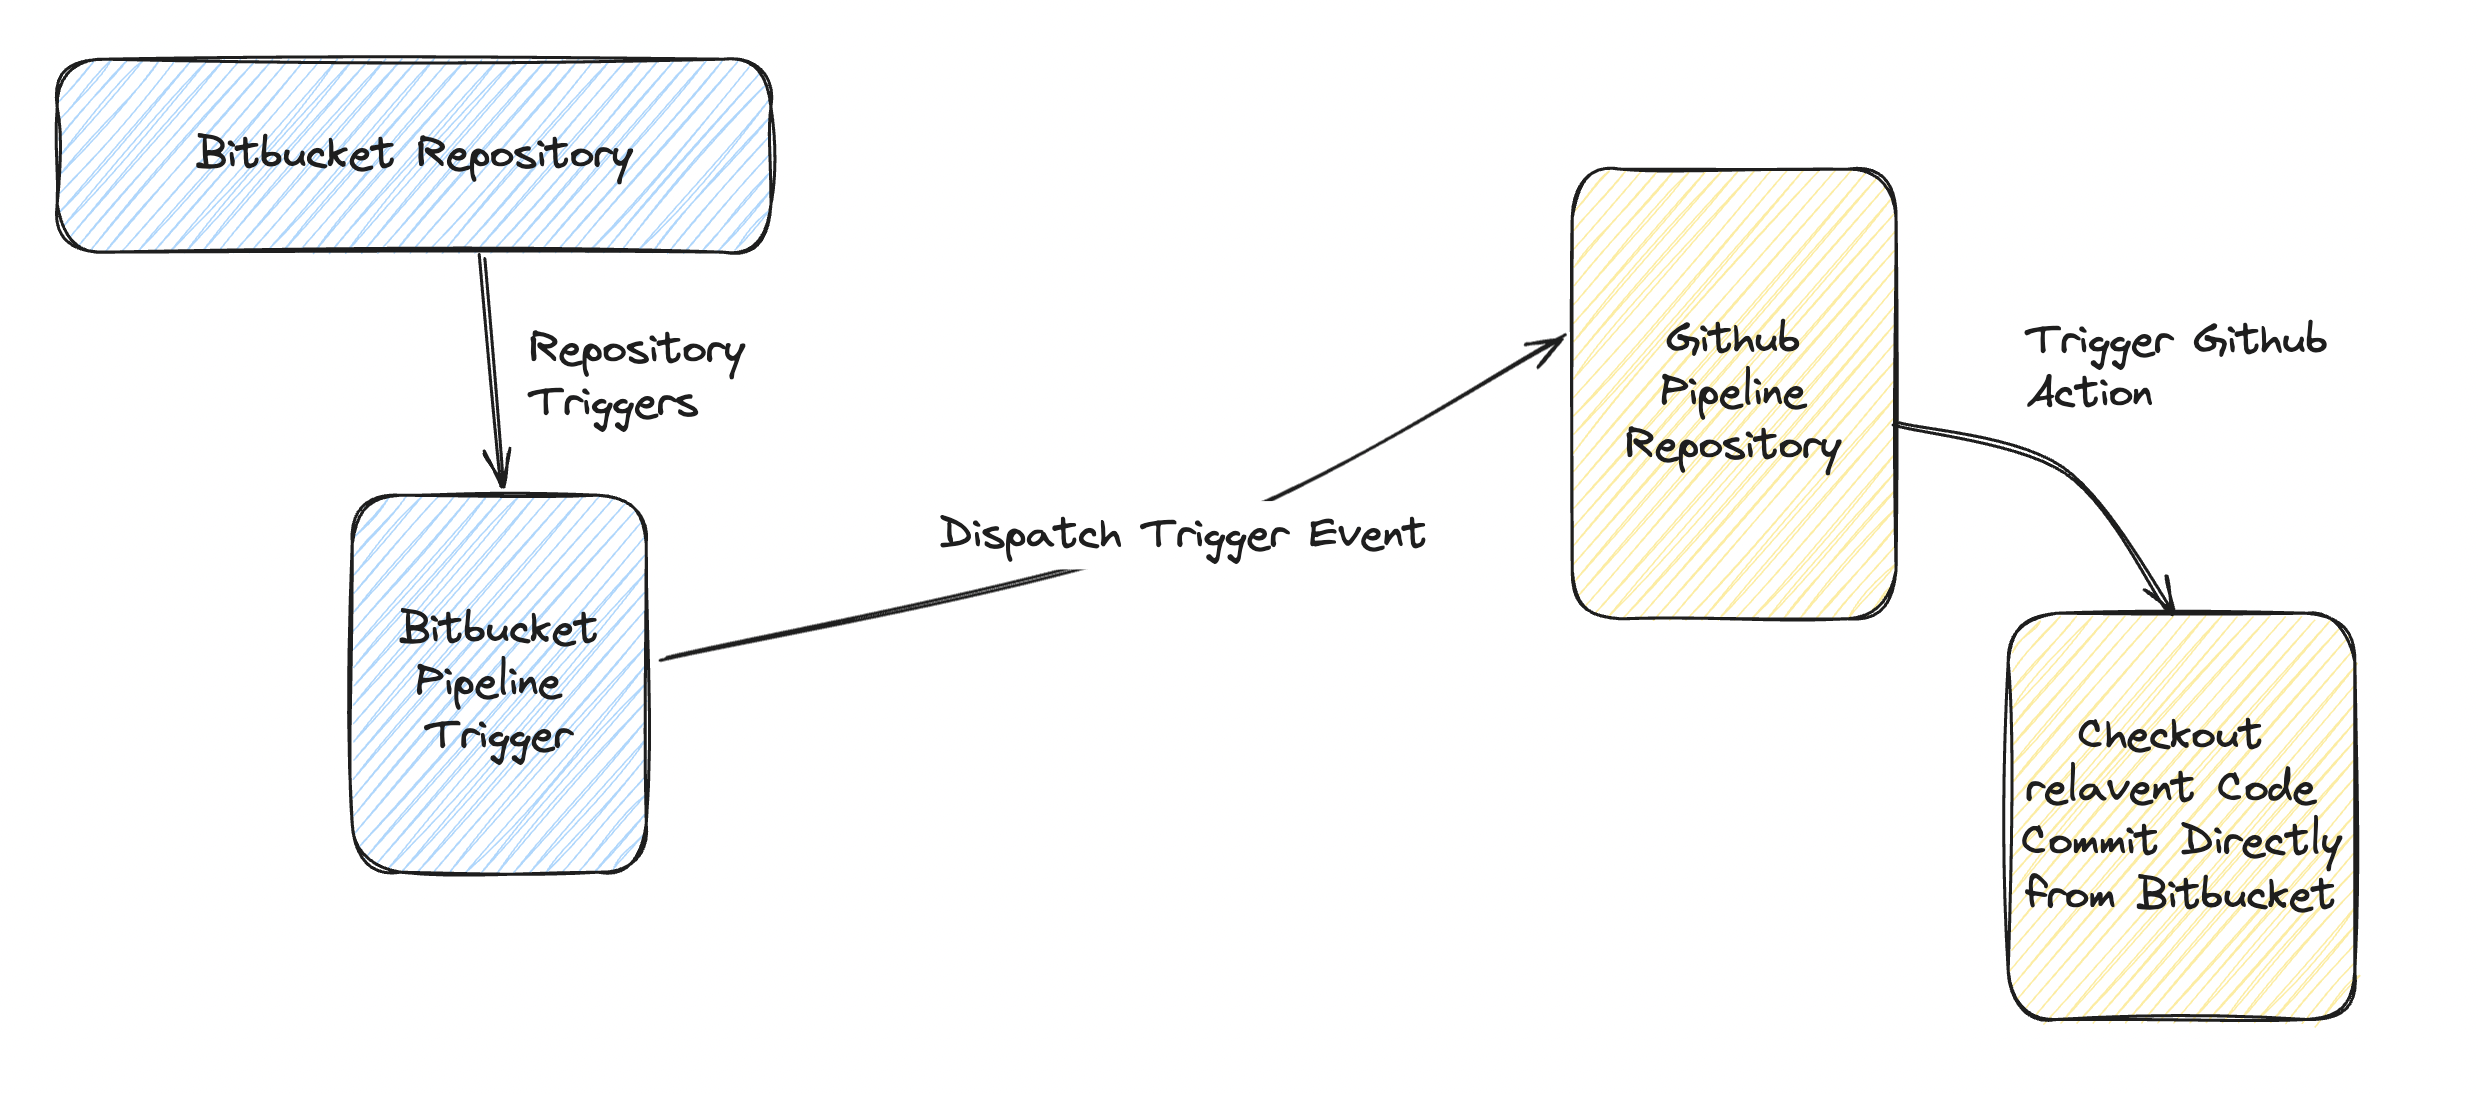 Bitbucket Repository
Repository
Triggers
Bitbucket
Pipeline
Trigger
Dispatch Trigger Event
Github
Pipeline
Repository
Trigger Github
Action
Checkout
relavent Code
Commit Directly
from Bitbucket